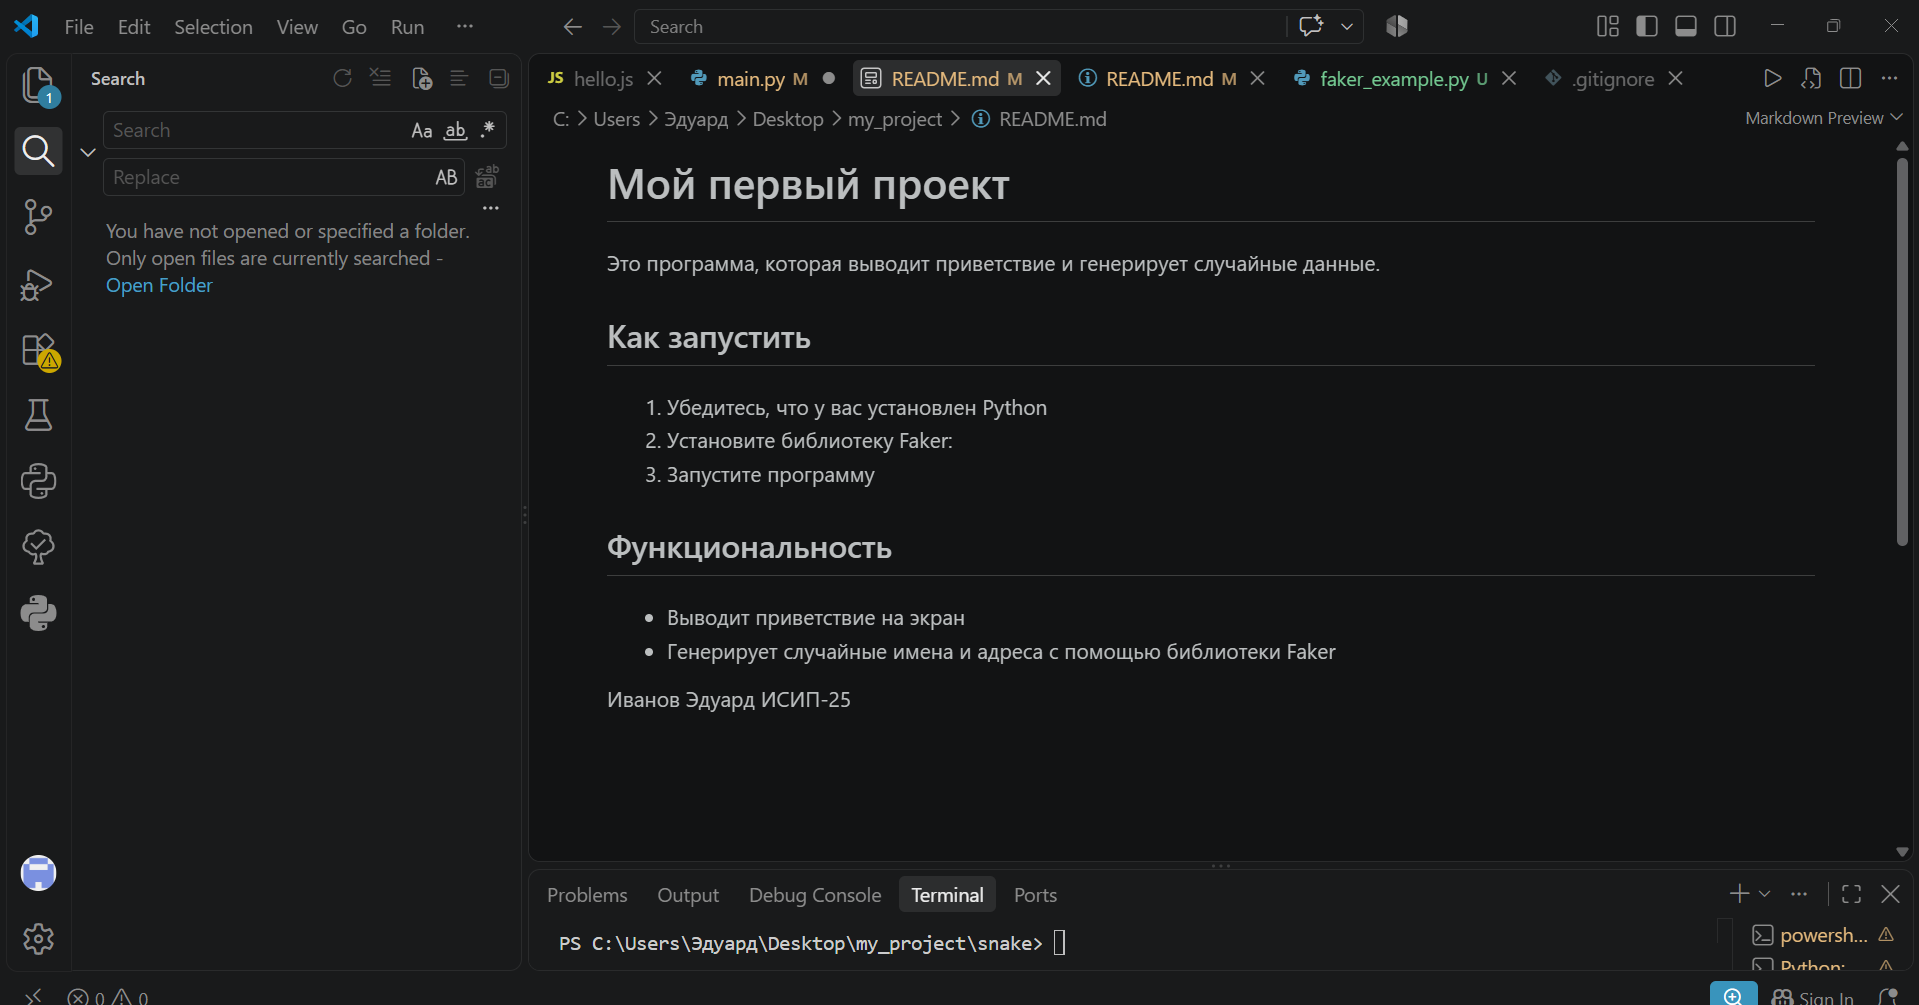 File Edit Selection View Go Run ···
Search
Search
JS hello.js
main.py M
README.md M
README.md M
faker_example.py U
.gitignore
1
Search Aa ab .*
Replace AB
You have not opened or specified a folder.
Only open files are currently searched -
Open Folder
C: > Users > Эдуард > Desktop > my_project > README.md
Markdown Preview
Мой первый проект
Это программа, которая выводит приветствие и генерирует случайные данные.
Как запустить
1. Убедитесь, что у вас установлен Python
2. Установите библиотеку Faker:
3. Запустите программу
Функциональность
• Выводит приветствие на экран
• Генерирует случайные имена и адреса с помощью библиотеки Faker
Иванов Эдуард ИСИП-25
Problems Output Debug Console Terminal Ports
PS C:\Users\Эдуард\Desktop\my_project\snake>
powersh...
Python:
0 0
Sign In